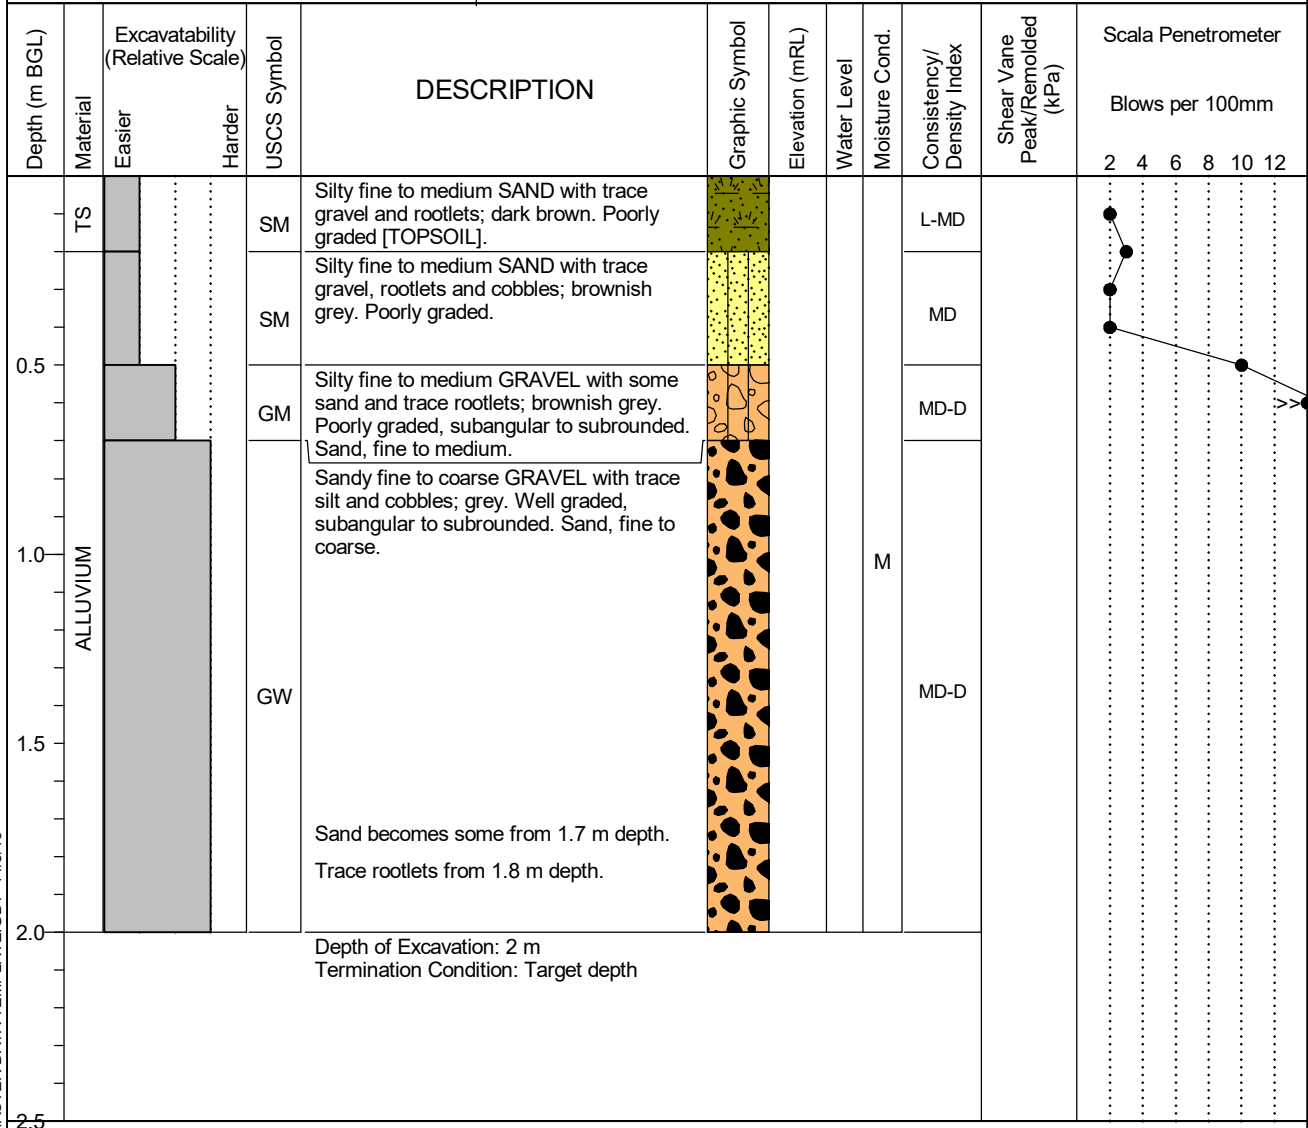 Depth (m BGL)
Material
Excavatability
(Relative Scale)
Easier
Harder
USCS Symbol
DESCRIPTION
Graphic Symbol
Elevation (mRL)
Water Level
Moisture Cond.
Consistency/
Density Index
Shear Vane
Peak/Remolded
(kPa)
Scala Penetrometer
Blows per 100mm
2 4 6 8 10 12
TS
SM
Silty fine to medium SAND with trace
gravel and rootlets; dark brown. Poorly
graded [TOPSOIL].
L-MD
SM
Silty fine to medium SAND with trace
gravel, rootlets and cobbles; brownish
grey. Poorly graded.
MD
0.5
GM
Silty fine to medium GRAVEL with some
sand and trace rootlets; brownish grey.
Poorly graded, subangular to subrounded.
Sand, fine to medium.
MD-D
>>
Sandy fine to coarse GRAVEL with trace
silt and cobbles; grey. Well graded,
subangular to subrounded. Sand, fine to
coarse.
1.0
ALLUVIUM
M
GW
MD-D
1.5
Sand becomes some from 1.7 m depth.
Trace rootlets from 1.8 m depth.
2.0
Depth of Excavation: 2 m
Termination Condition: Target depth
2.5